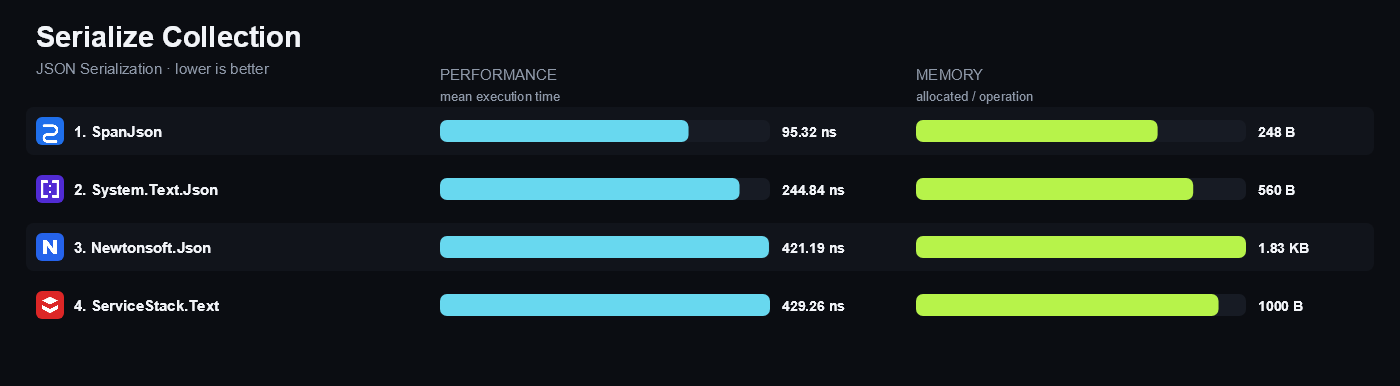 Serialize Collection
JSON Serialization · lower is better
PERFORMANCE
mean execution time
MEMORY
allocated / operation
1. SpanJson 95.32 ns 248 B
2. System.Text.Json 244.84 ns 560 B
3. Newtonsoft.Json 421.19 ns 1.83 KB
4. ServiceStack.Text 429.26 ns 1000 B